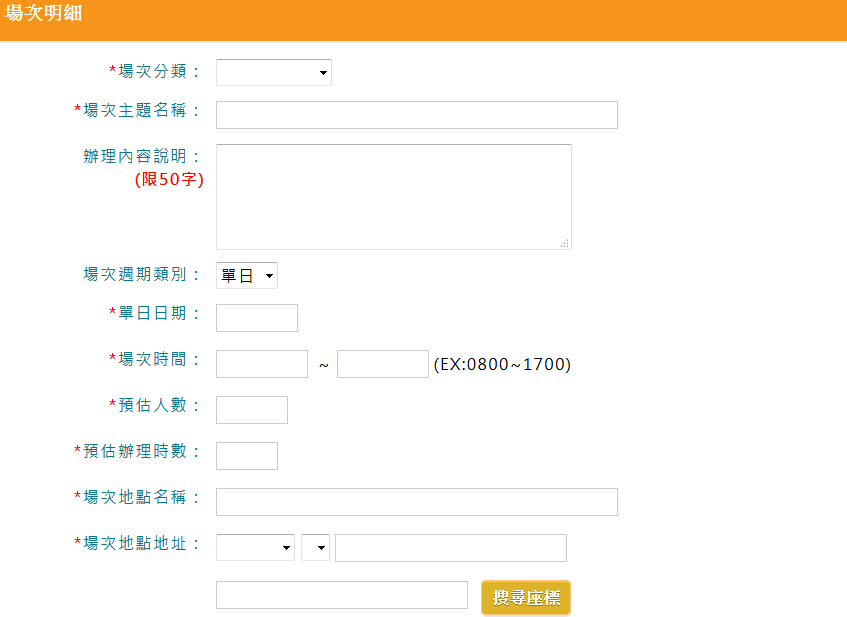 場次明細
*場次分類：
*場次主題名稱：
辦理內容說明：
(限50字)
場次週期類別： 單日
*單日日期：
*場次時間： ~ (EX:0800~1700)
*預估人數：
*預估辦理時數：
*場次地點名稱：
*場次地點地址：
搜尋座標